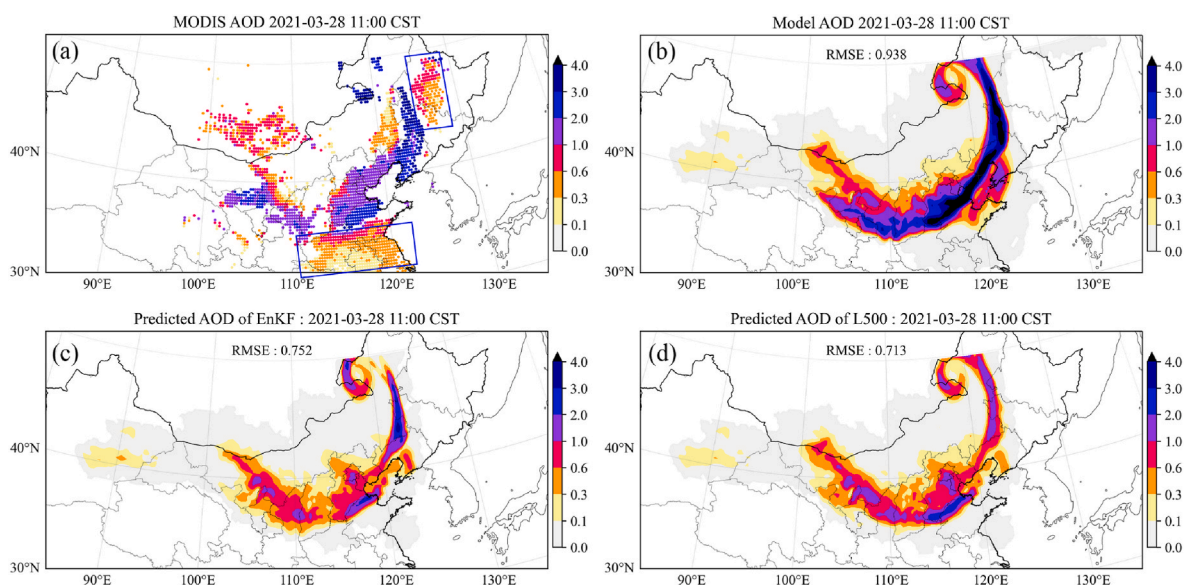 MODIS AOD 2021-03-28 11:00 CST
(a)
4.0
3.0
2.0
1.0
0.6
0.3
0.1
0.0
40°N
30°N
90°E 100°E 110°E 120°E 130°E
Model AOD 2021-03-28 11:00 CST
(b)
RMSE : 0.938
4.0
3.0
2.0
1.0
0.6
0.3
0.1
0.0
40°N
30°N
90°E 100°E 110°E 120°E 130°E
Predicted AOD of EnKF : 2021-03-28 11:00 CST
(c)
RMSE : 0.752
4.0
3.0
2.0
1.0
0.6
0.3
0.1
0.0
40°N
30°N
90°E 100°E 110°E 120°E 130°E
Predicted AOD of L500 : 2021-03-28 11:00 CST
(d)
RMSE : 0.713
4.0
3.0
2.0
1.0
0.6
0.3
0.1
0.0
40°N
30°N
90°E 100°E 110°E 120°E 130°E